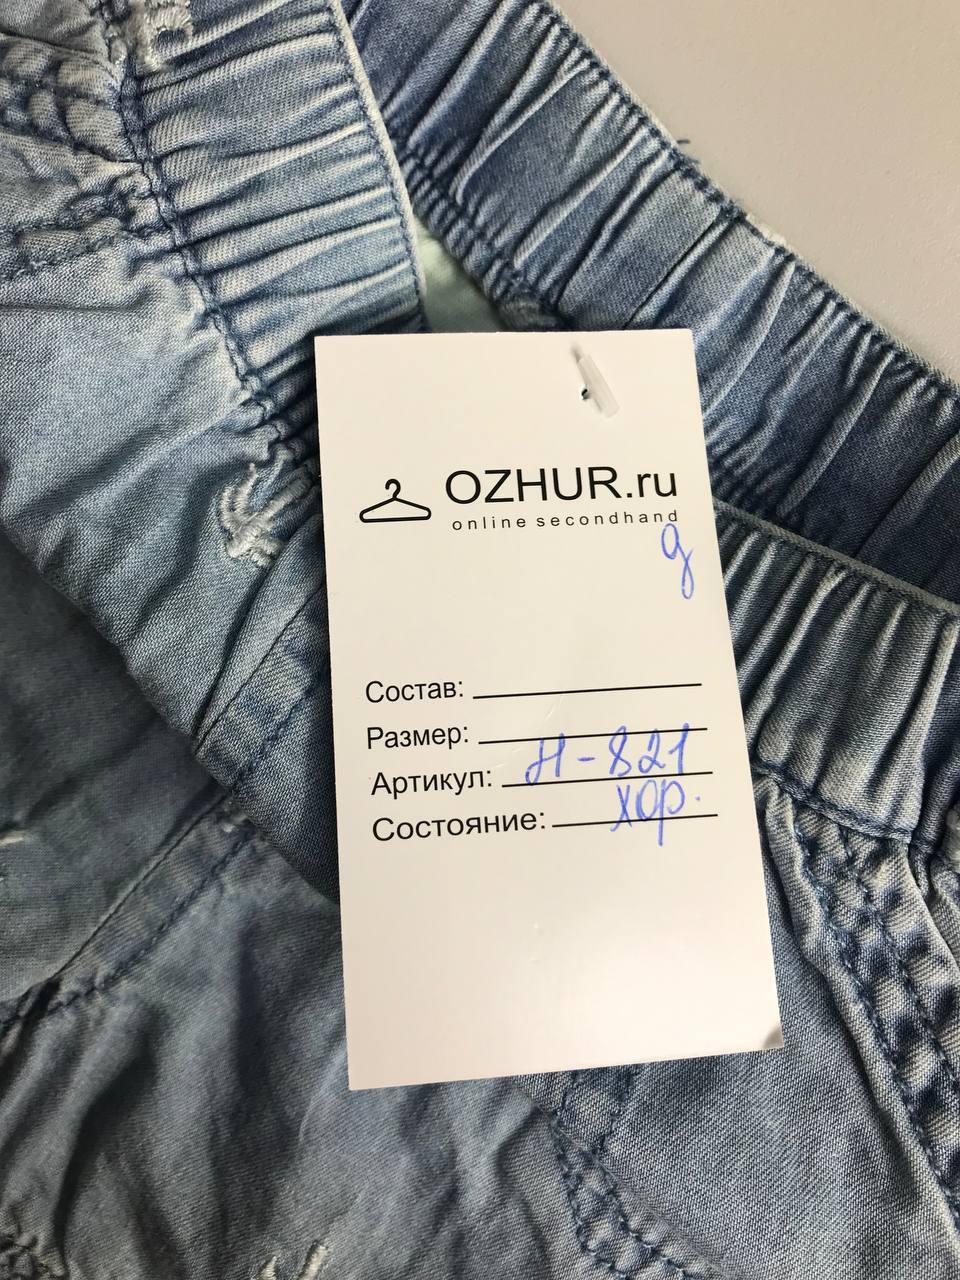 OZHUR.ru
online secondhand
д
Состав:
Размер:
Артикул: Н-821
Состояние: хор.